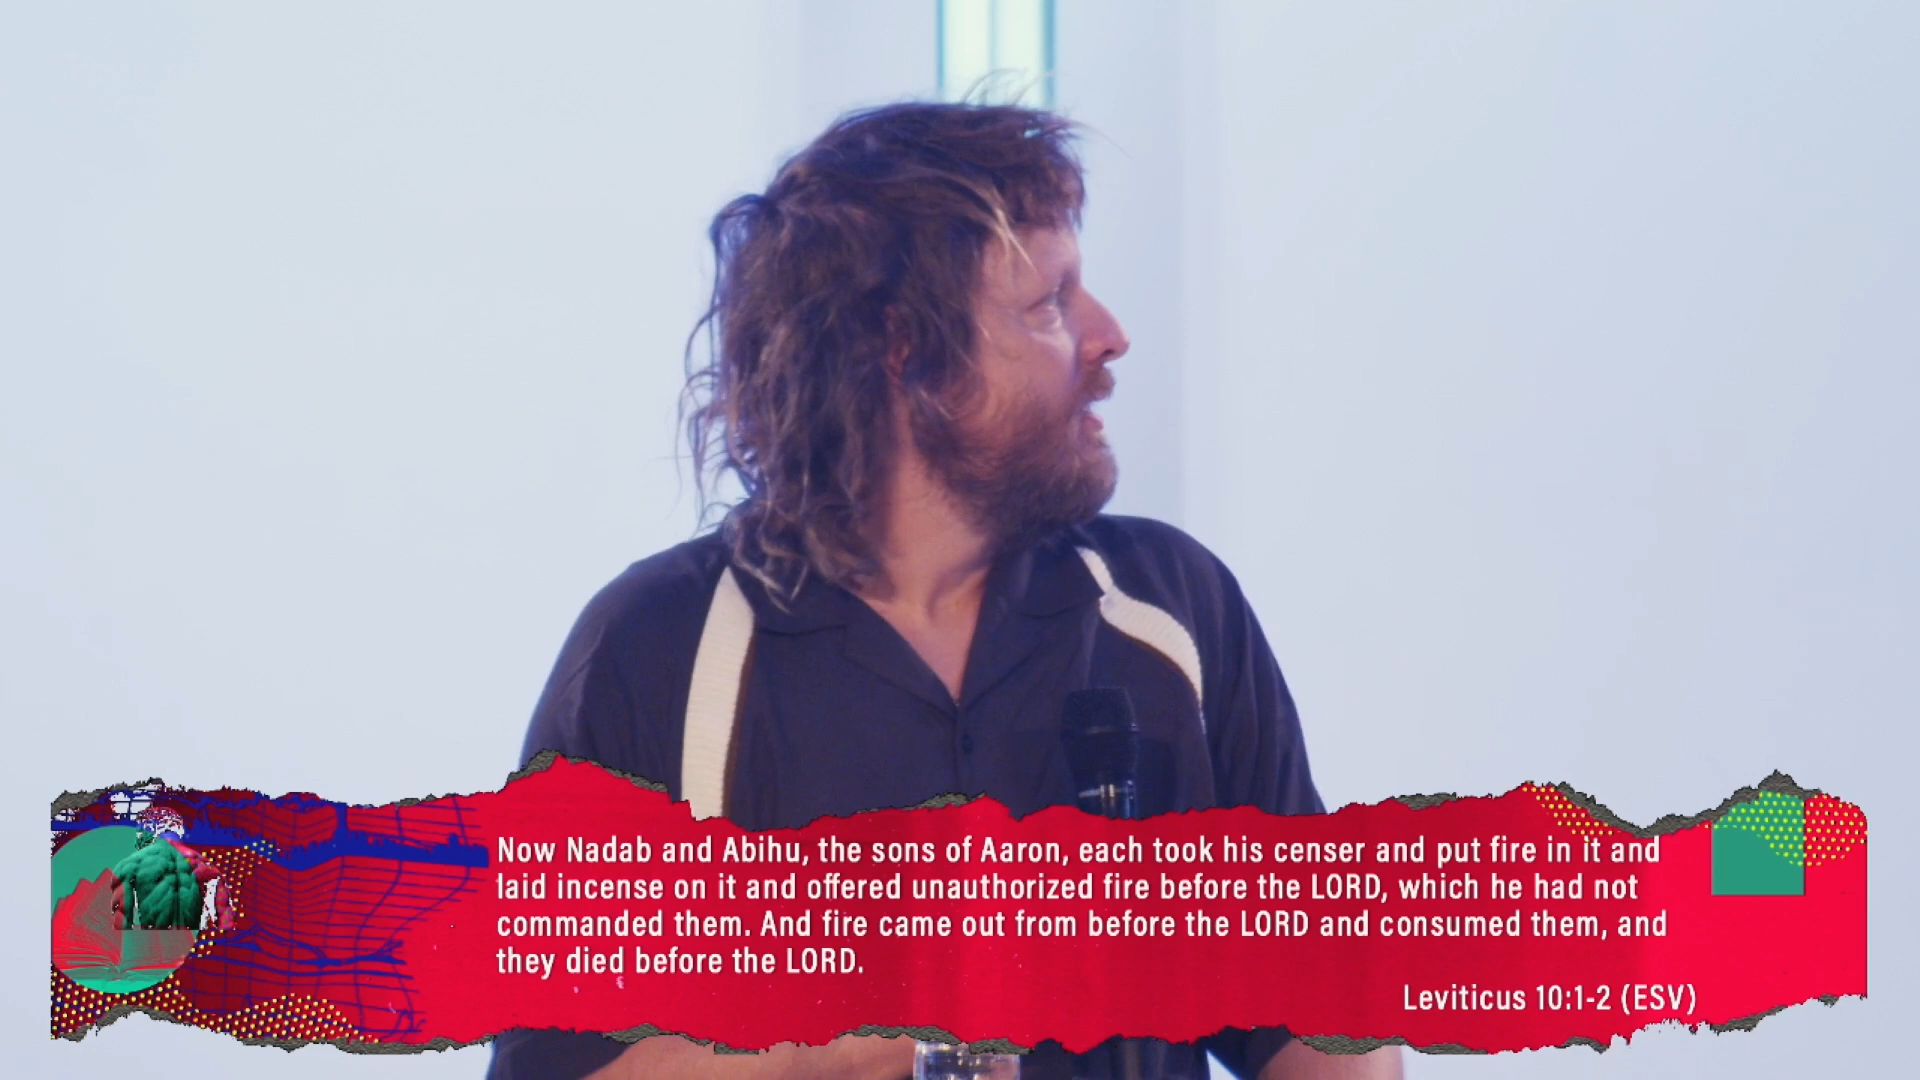 Now Nadab and Abihu, the sons of Aaron, each took his censer and put fire in it and
laid incense on it and offered unauthorized fire before the LORD, which he had not
commanded them. And fire came out from before the LORD and consumed them, and
they died before the LORD.
Leviticus 10:1-2 (ESV)